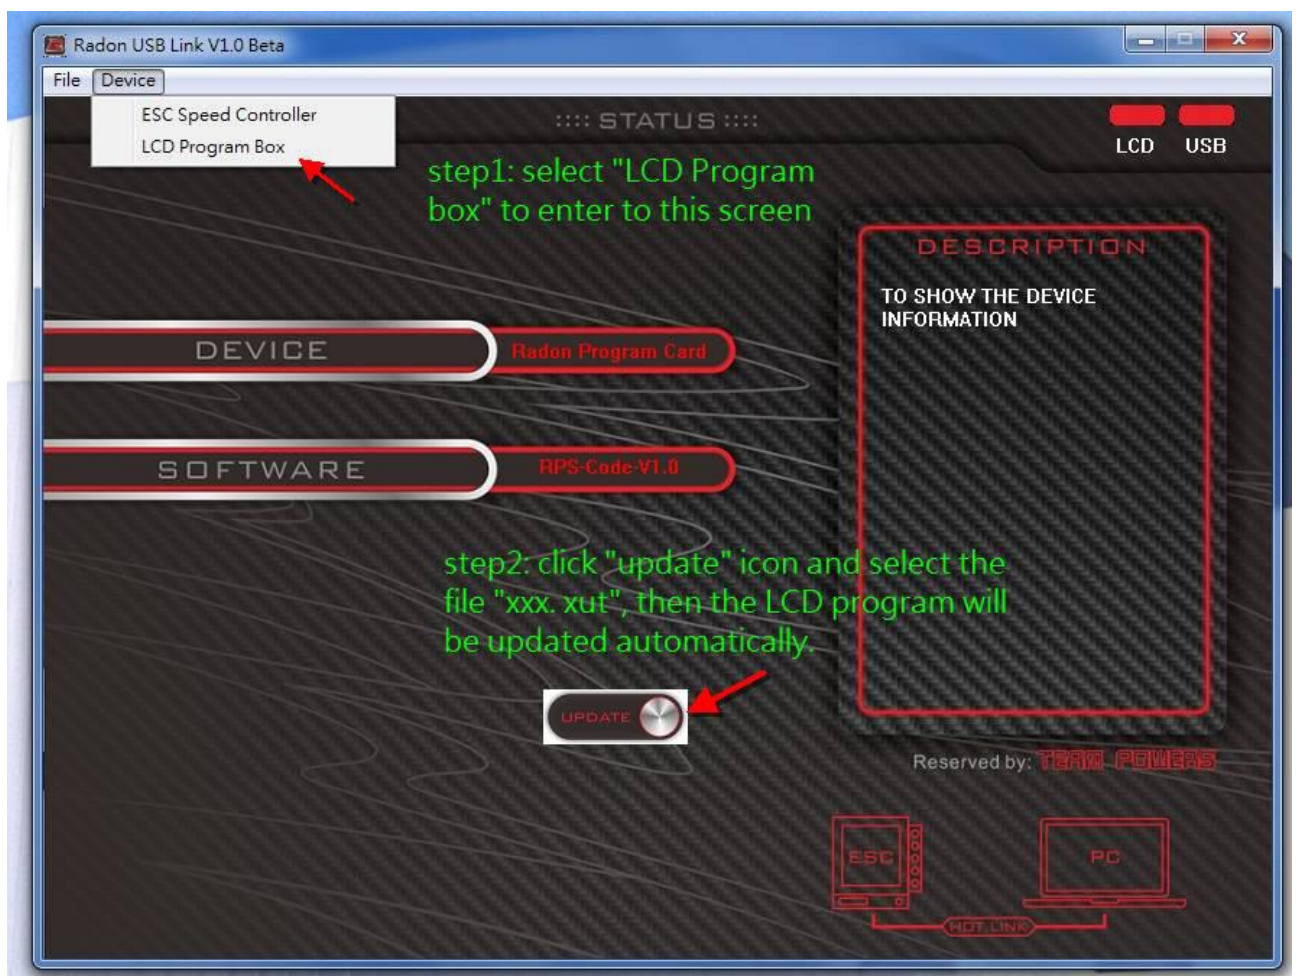 Radon USB Link V1.0 Beta
File Device
ESC Speed Controller
LCD Program Box
:::: STATUS ::::
LCD USB
step1: select "LCD Program
box" to enter to this screen
DESCRIPTION
TO SHOW THE DEVICE
INFORMATION
DEVICE
Radon Program Card
SOFTWARE
RPS-Code-V1.0
step2: click "update" icon and select the
file "xxx. xut", then the LCD program will
be updated automatically.
UPDATE
Reserved by: TEAM POWERS
ESC
PC
HOT LINK